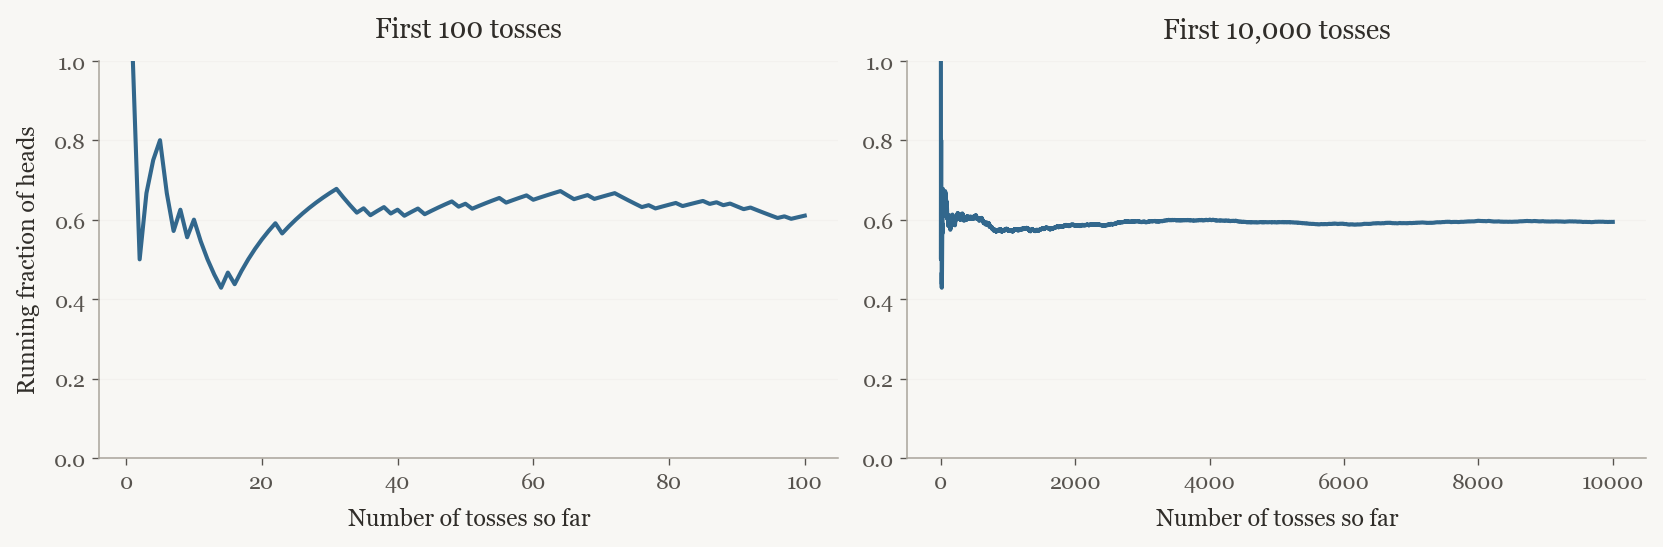 First 100 tosses
First 10,000 tosses
Running fraction of heads
1.0
0.8
0.6
0.4
0.2
0.0
0 20 40 60 80 100
Number of tosses so far
1.0
0.8
0.6
0.4
0.2
0.0
0 2000 4000 6000 8000 10000
Number of tosses so far